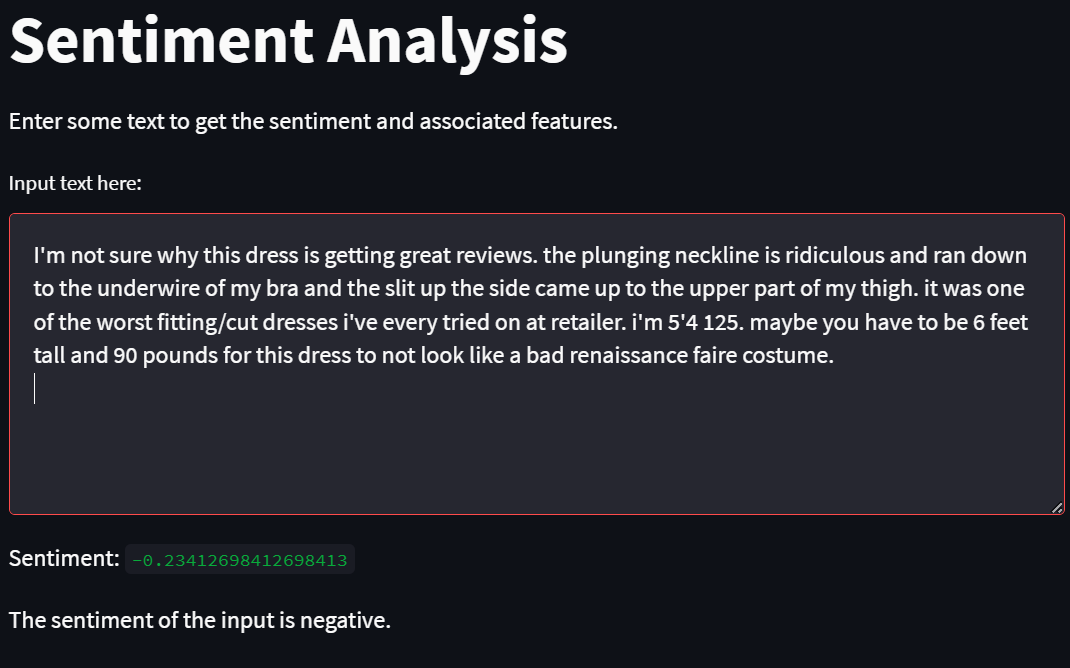 Sentiment Analysis
Enter some text to get the sentiment and associated features.
Input text here:
I'm not sure why this dress is getting great reviews. the plunging neckline is ridiculous and ran down
to the underwire of my bra and the slit up the side came up to the upper part of my thigh. it was one
of the worst fitting/cut dresses i've every tried on at retailer. i'm 5'4 125. maybe you have to be 6 feet
tall and 90 pounds for this dress to not look like a bad renaissance faire costume.
Sentiment: -0.23412698412698413
The sentiment of the input is negative.